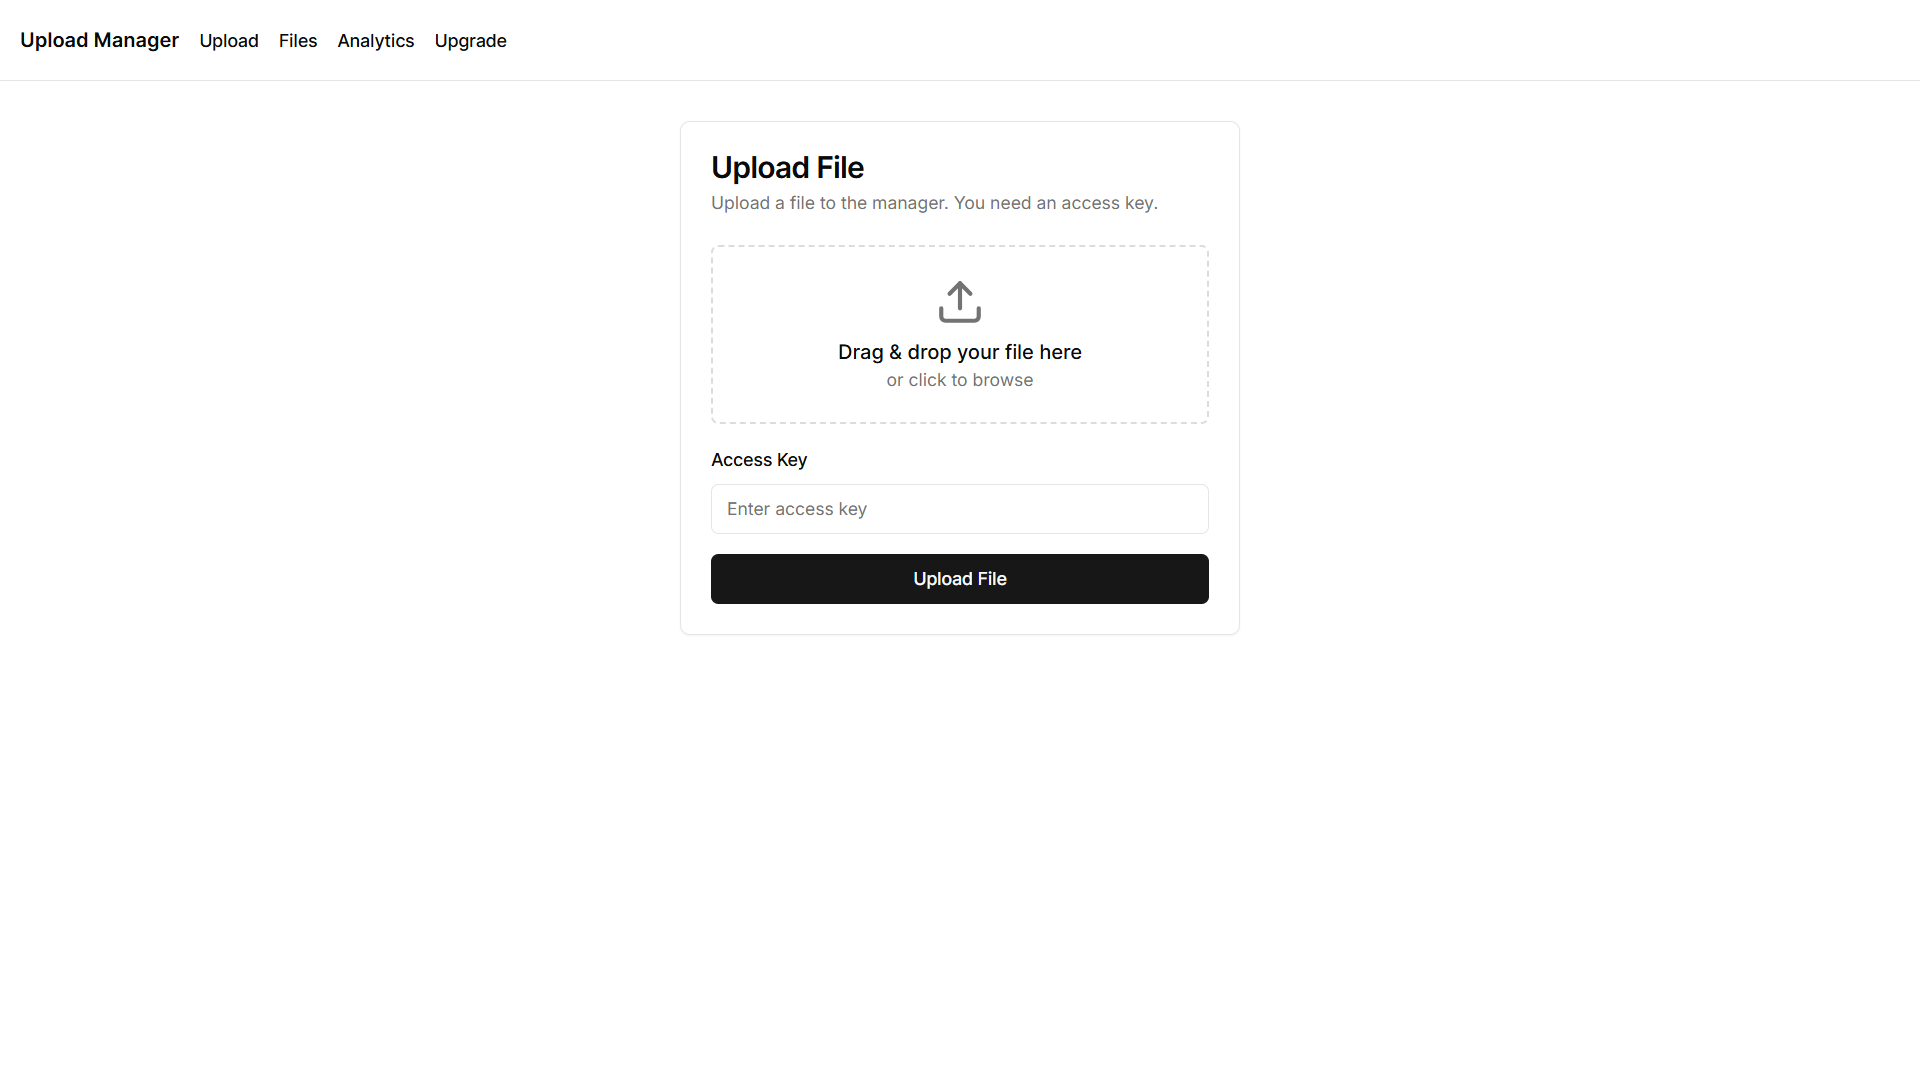 Upload Manager Upload Files Analytics Upgrade
Upload File
Upload a file to the manager. You need an access key.
Drag & drop your file here
or click to browse
Access Key
Enter access key
Upload File